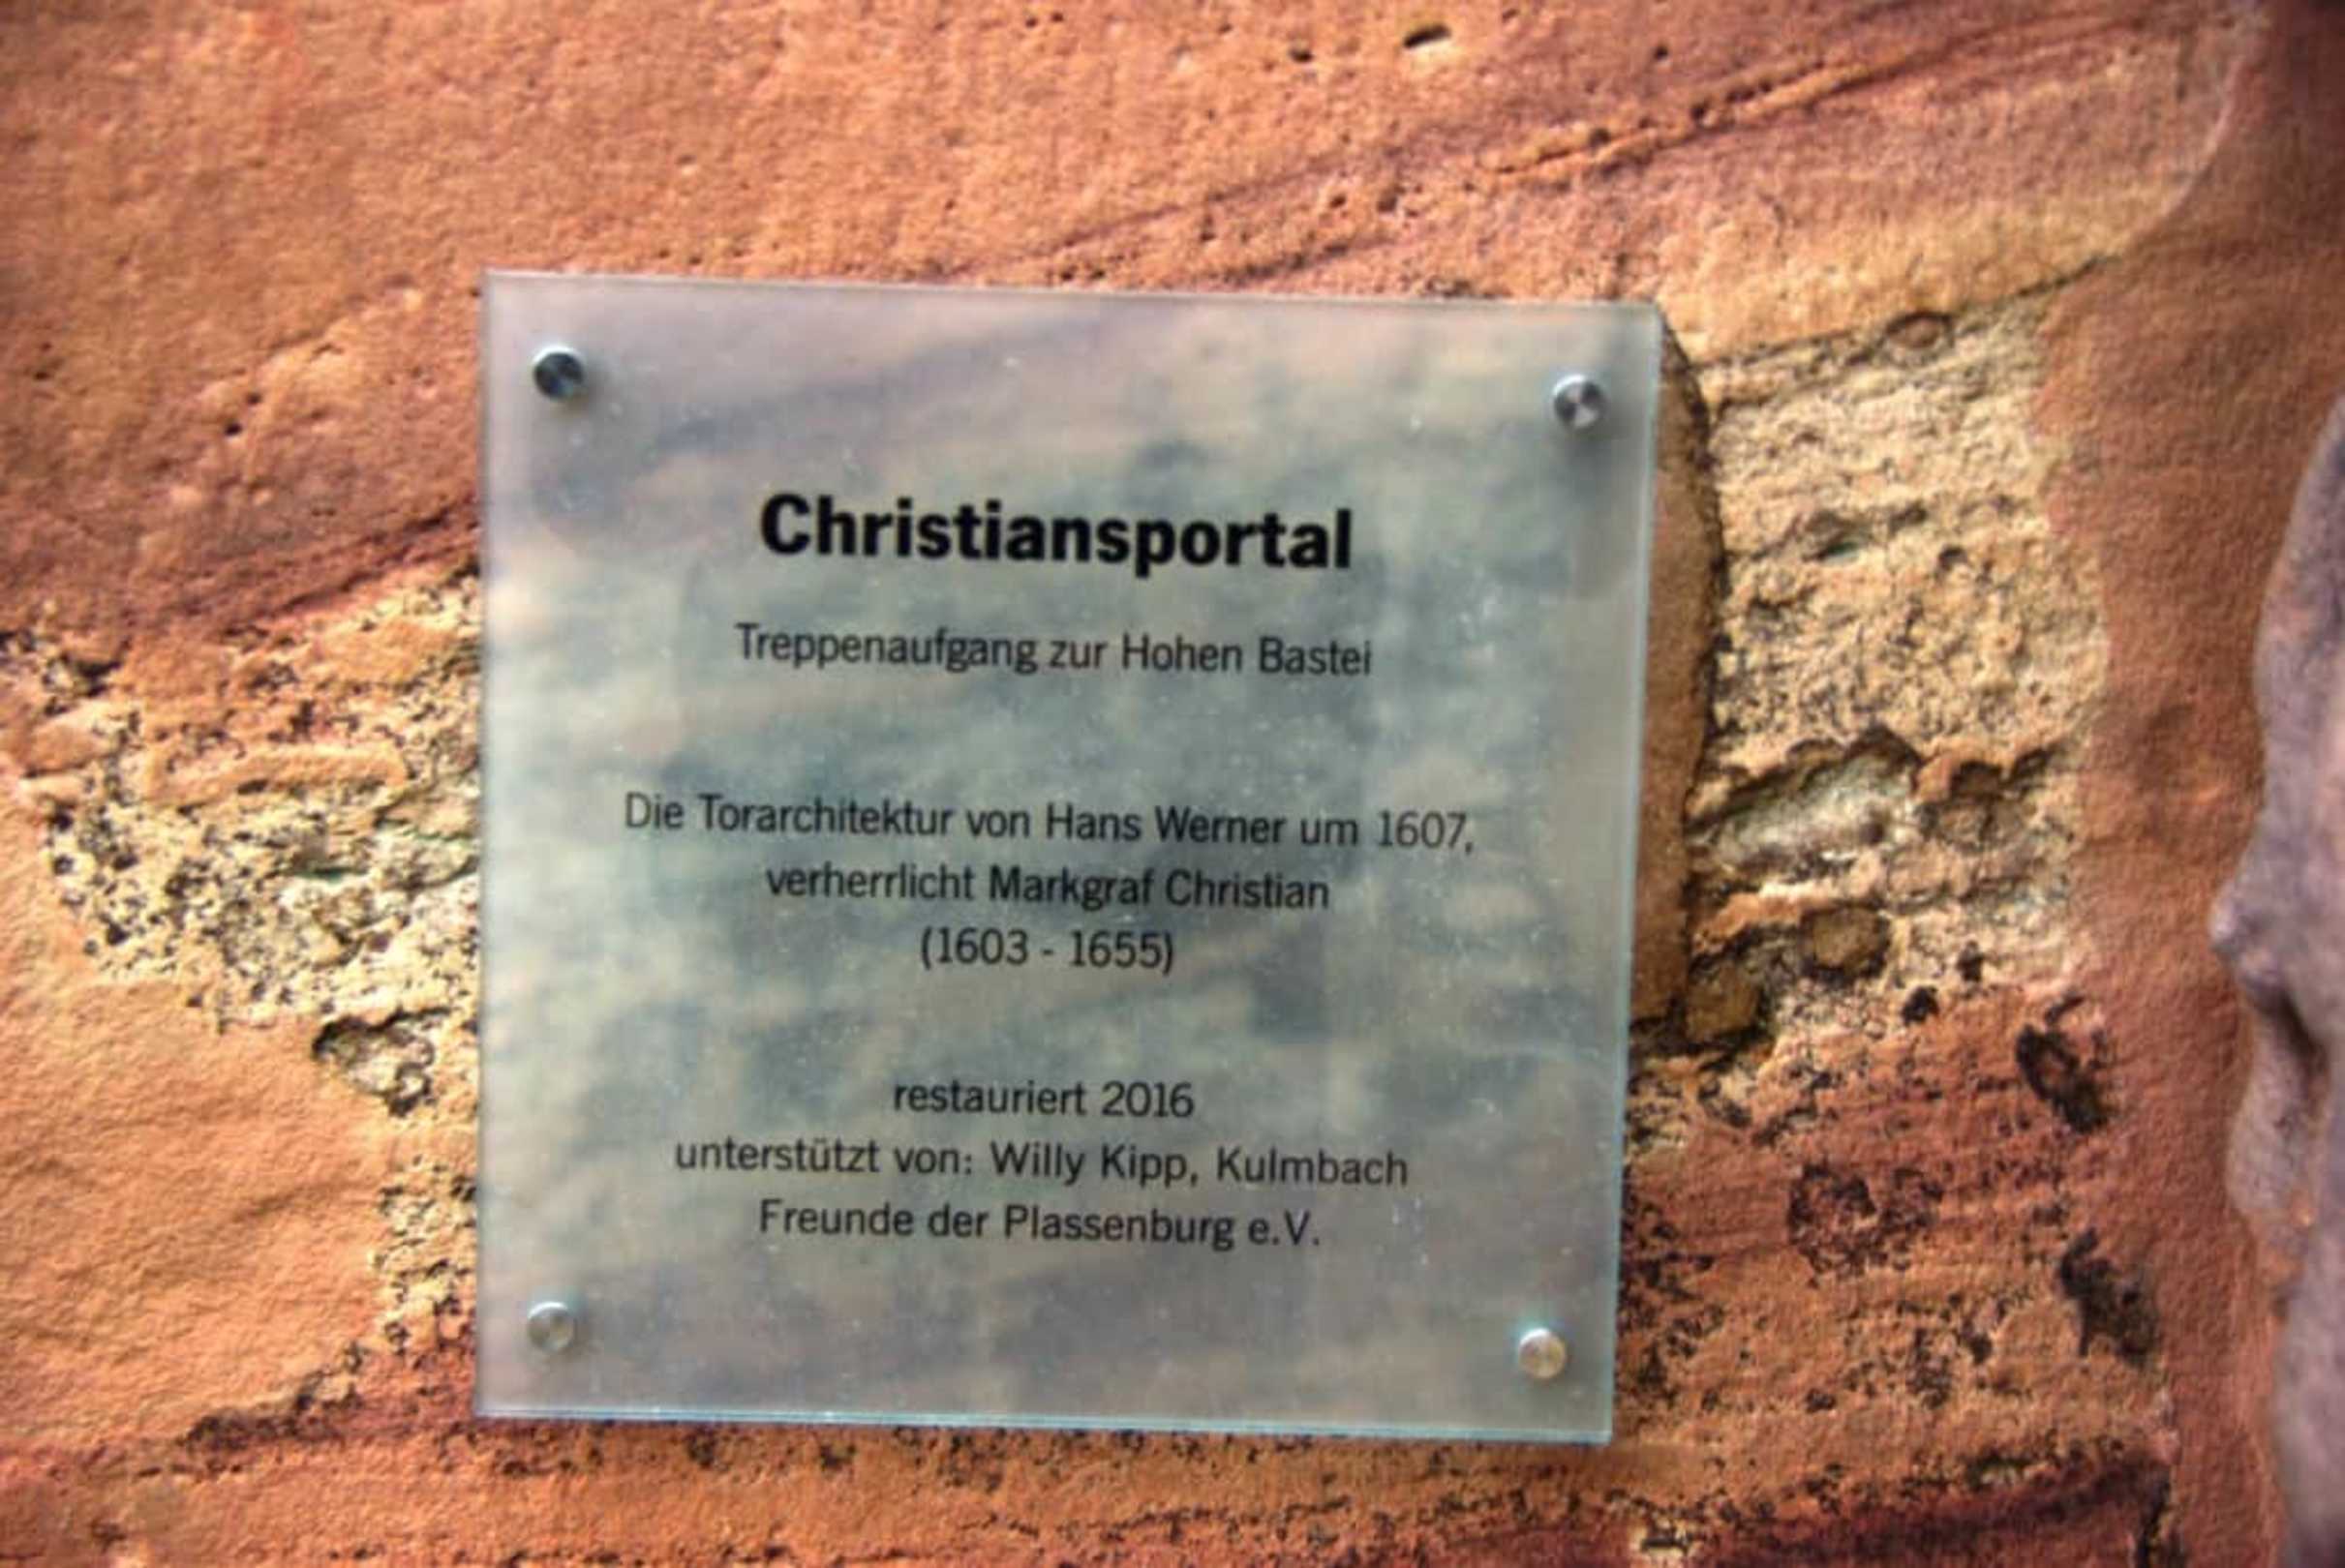 Christiansportal
Treppenaufgang zur Hohen Bastei
Die Torarchitektur von Hans Werner um 1607,
verherrlicht Markgraf Christian
(1603 - 1655)
restauriert 2016
unterstützt von: Willy Kipp, Kulmbach
Freunde der Plassenburg e.V.